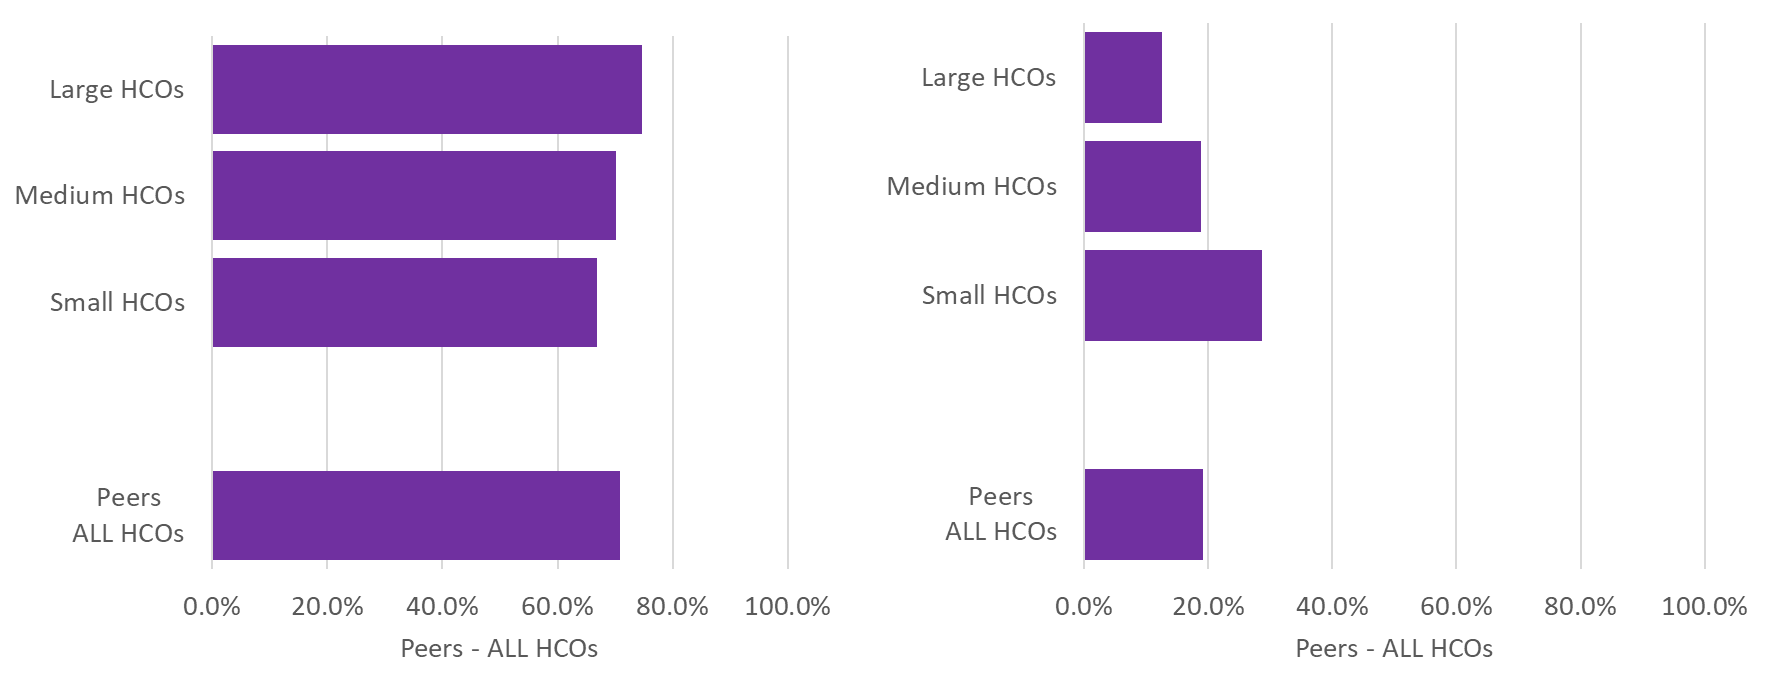 Large HCOs
Medium HCOs
Small HCOs
Peers
ALL HCOs
0.0% 20.0% 40.0% 60.0% 80.0% 100.0%
Peers - ALL HCOs
Large HCOs
Medium HCOs
Small HCOs
Peers
ALL HCOs
0.0% 20.0% 40.0% 60.0% 80.0% 100.0%
Peers - ALL HCOs